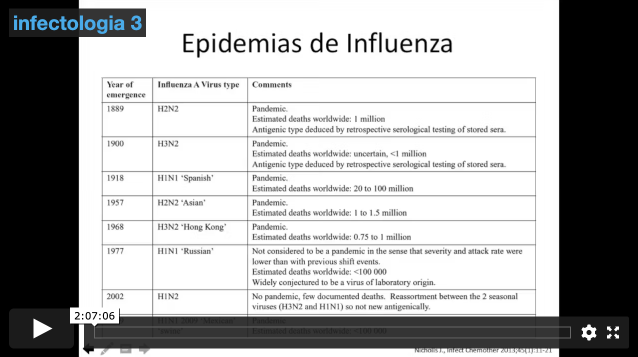 infectologia 3
Epidemias de Influenza
Year of emergence Influenza A Virus type Comments
1889 H2N2 Pandemic.
Estimated deaths worldwide: 1 million
Antigenic type deduced by retrospective serological testing of stored sera.
1900 H3N2 Pandemic.
Estimated deaths worldwide: uncertain, <1 million
Antigenic type deduced by retrospective serological testing of stored sera.
1918 H1N1 ‘Spanish’ Pandemic.
Estimated deaths worldwide: 20 to 100 million
1957 H2N2 ‘Asian’ Pandemic.
Estimated deaths worldwide: 1 to 1.5 million
1968 H3N2 ‘Hong Kong’ Pandemic.
Estimated deaths worldwide: 0.75 to 1 million
1977 H1N1 ‘Russian’ Not considered to be a pandemic in the sense that severity and attack rate were
lower than with previous shift events.
Estimated deaths worldwide: <100 000
Widely conjectured to be a virus of laboratory origin.
2002 H1N2 No pandemic, few documented deaths. Reassortment between the 2 seasonal
viruses (H3N2 and H1N1) so not new antigenically.
2:07:06
Estimated deaths worldwide: <100 000
Nicholls J., Infect Chemother 2013;45(1):11-21